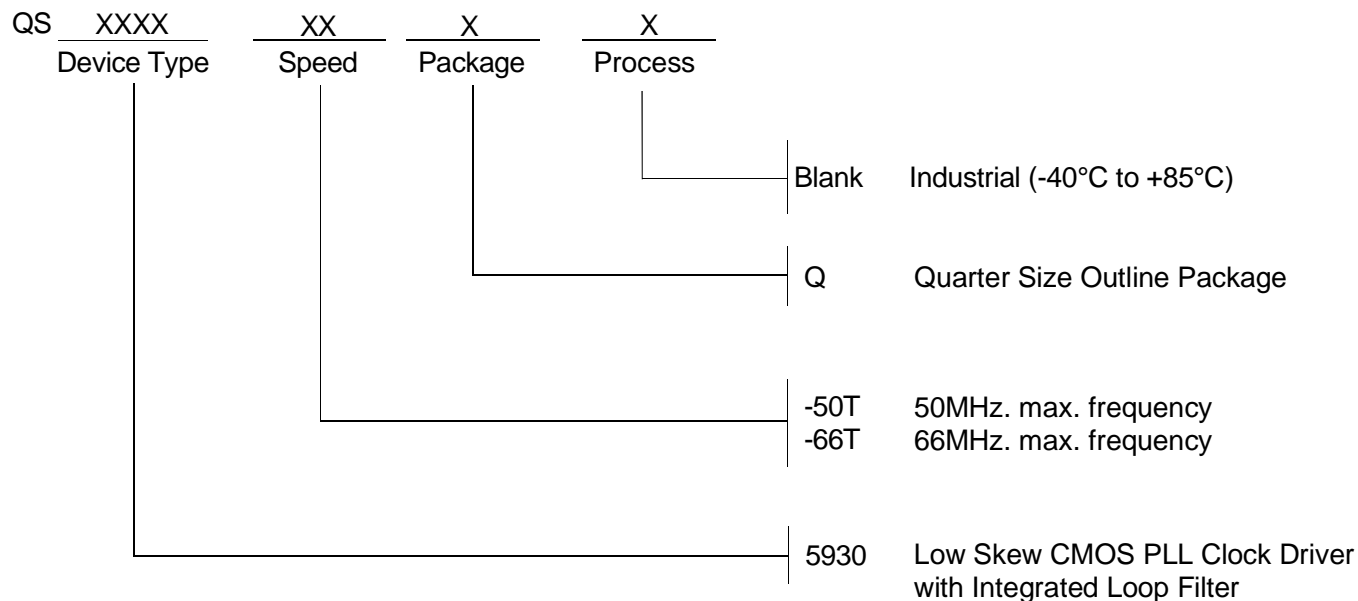 QS XXXX XX X X
Device Type Speed Package Process
Blank Industrial (-40°C to +85°C)
Q Quarter Size Outline Package
-50T 50MHz. max. frequency
-66T 66MHz. max. frequency
5930 Low Skew CMOS PLL Clock Driver
with Integrated Loop Filter